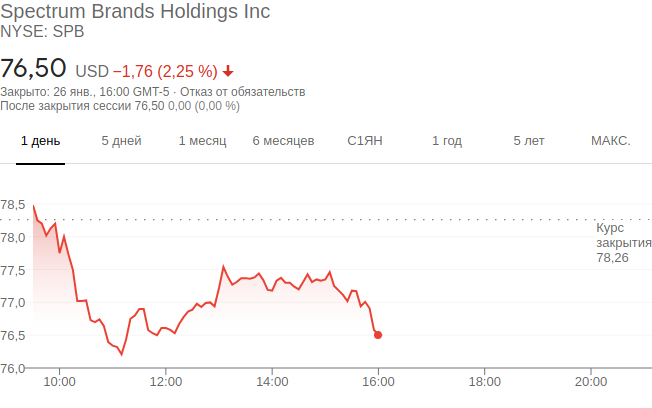 Spectrum Brands Holdings Inc
NYSE: SPB
76,50 USD −1,76 (2,25 %)
Закрыто: 26 янв., 16:00 GMT-5 · Отказ от обязательств
После закрытия сессии 76,50 0,00 (0,00 %)
1 день 5 дней 1 месяц 6 месяцев С1ЯН 1 год 5 лет МАКС.
78,5
78,0
77,5
77,0
76,5
76,0
Курс
закрытия
78,26
10:00 12:00 14:00 16:00 18:00 20:00